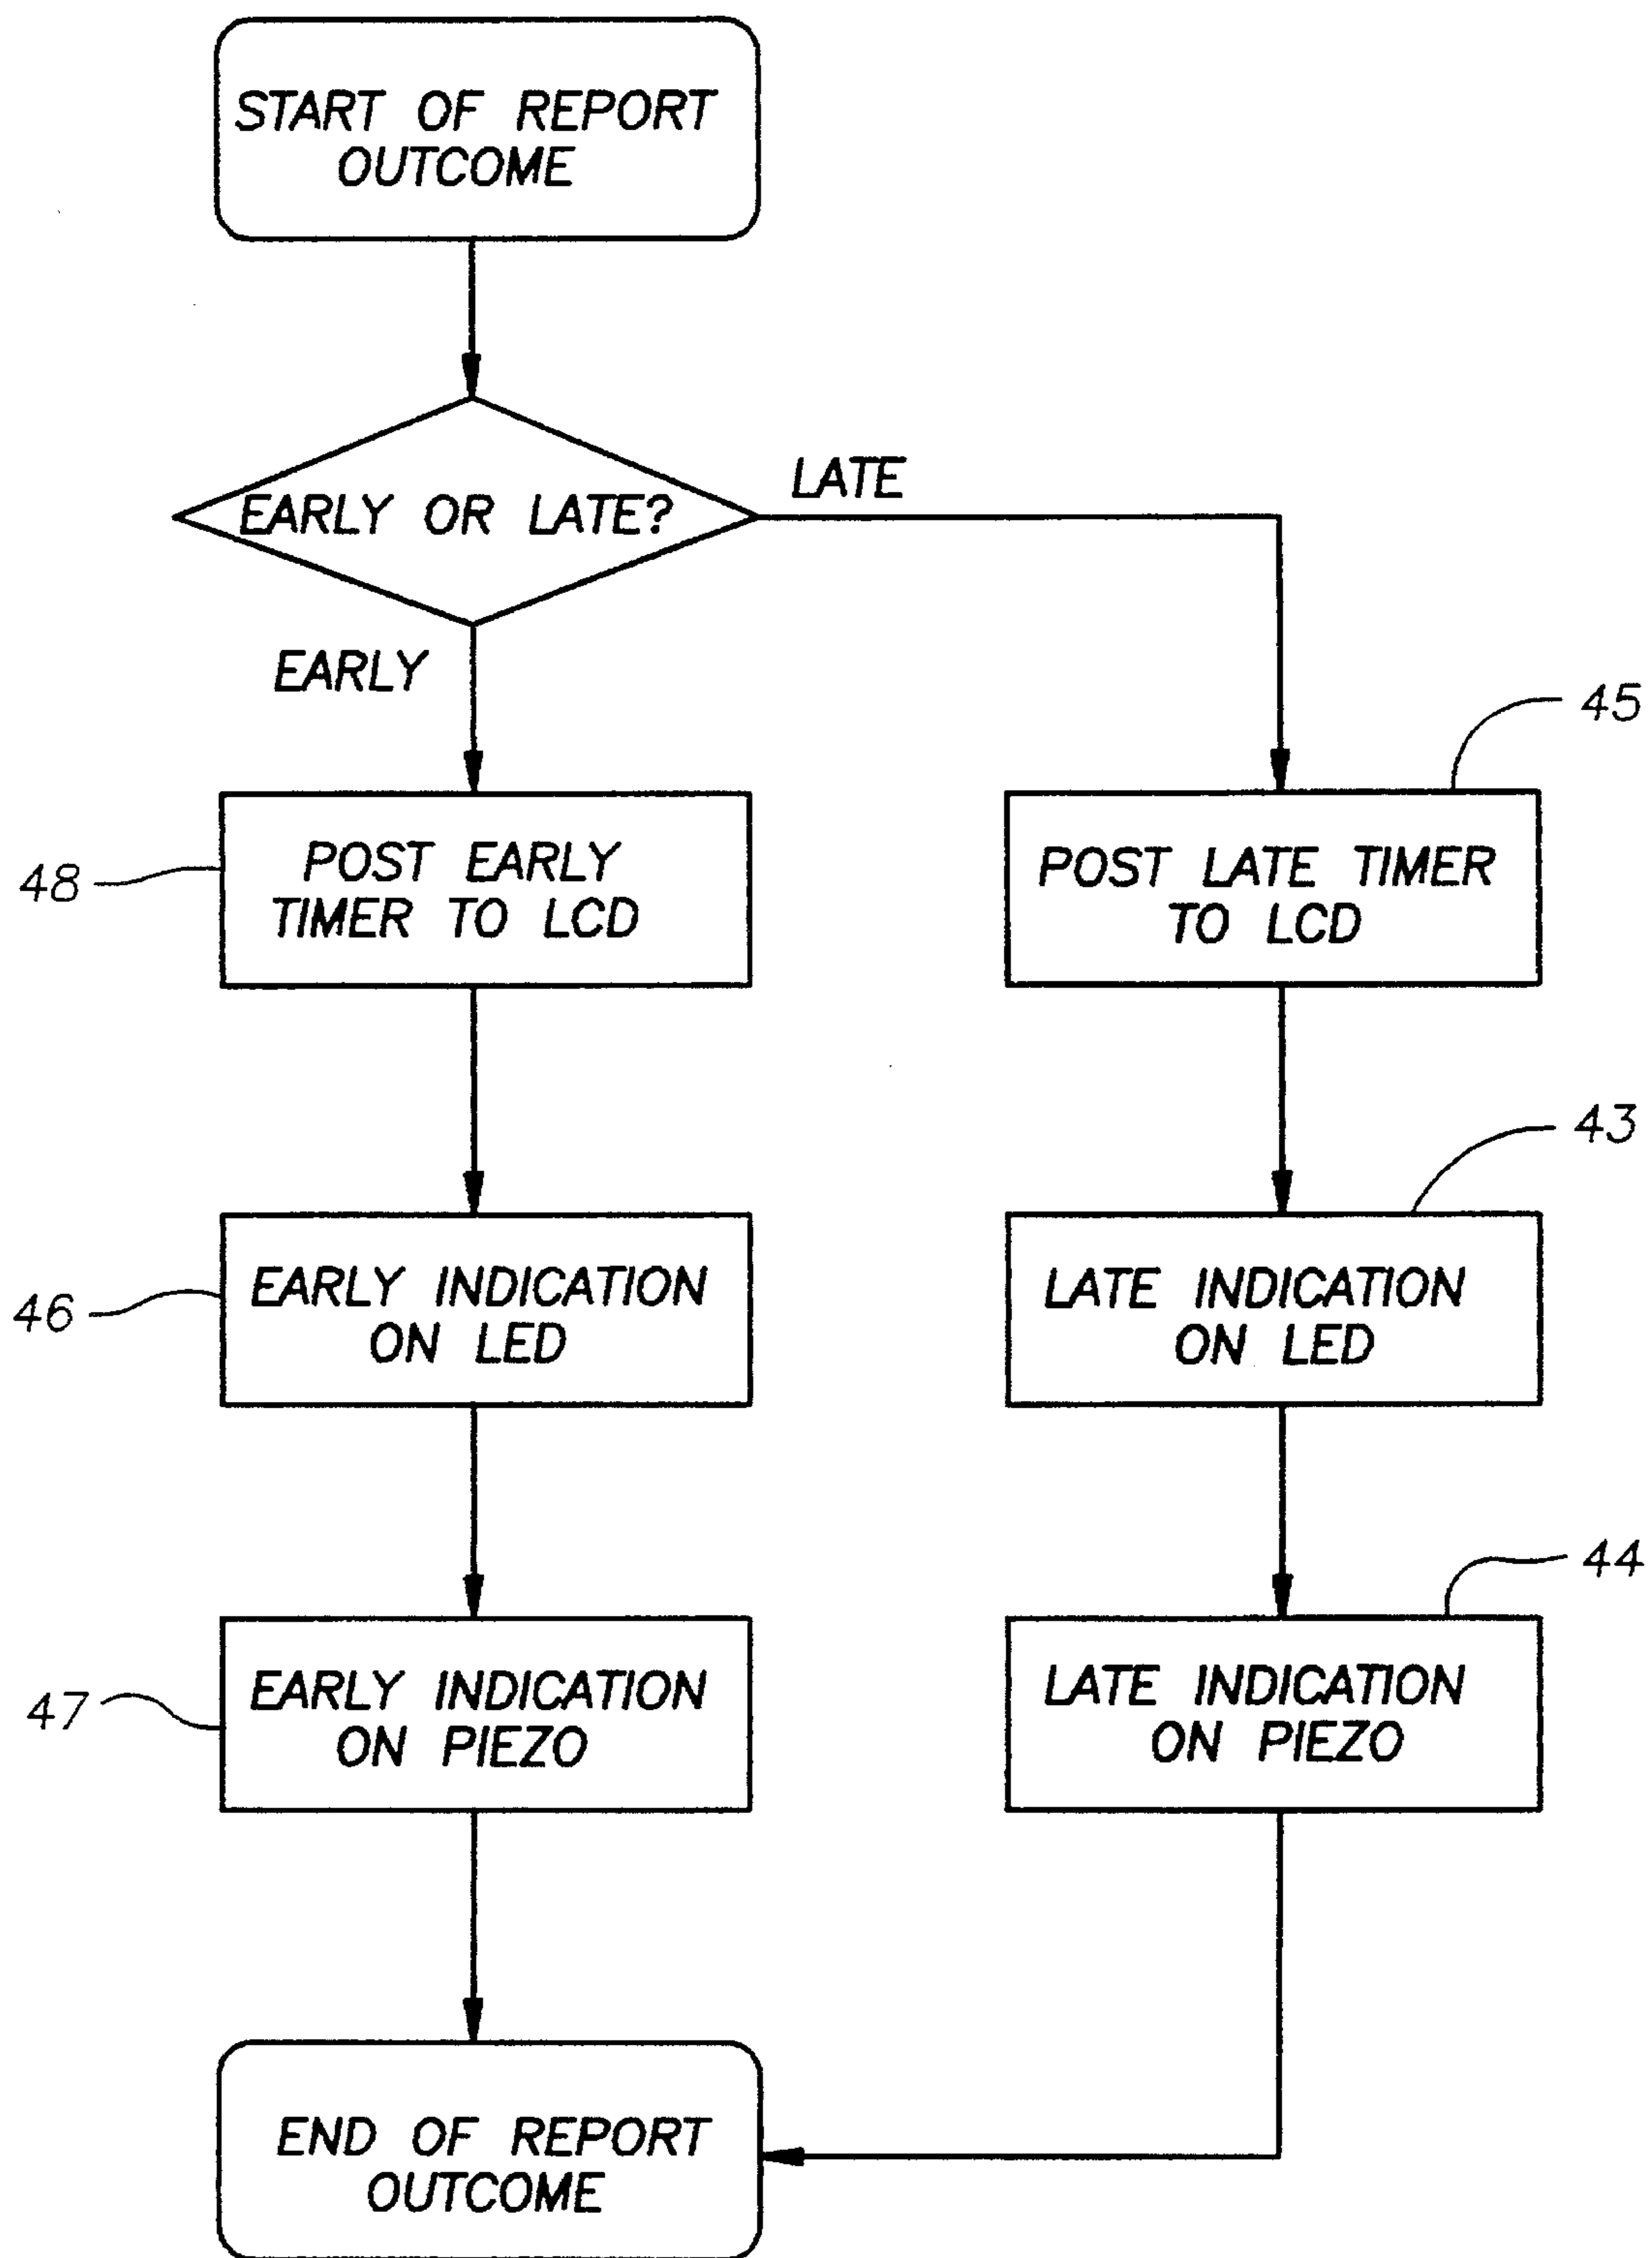 START OF REPORT
OUTCOME
EARLY OR LATE?
LATE
EARLY
45
48
POST EARLY
TIMER TO LCD
POST LATE TIMER
TO LCD
43
46
EARLY INDICATION
ON LED
LATE INDICATION
ON LED
44
47
EARLY INDICATION
ON PIEZO
LATE INDICATION
ON PIEZO
END OF REPORT
OUTCOME